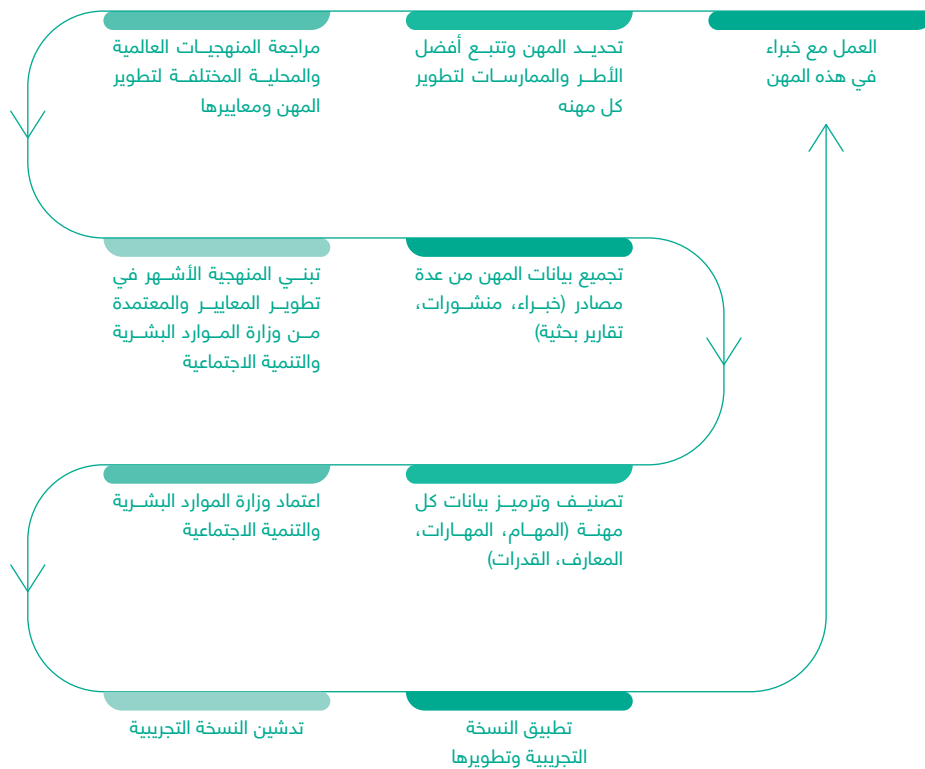 العمل مع خبراء
في هذه المهن
تحديد المهن وتتبع أفضل
الأطر والممارسات لتطوير
كل مهنه
مراجعة المنهجيات العالمية
والمحلية المختلفة لتطوير
المهن ومعاييرها
تبني المنهجية الأشهر في
تطوير المعايير والمعتمدة
من وزارة الموارد البشرية
والتنمية الاجتماعية
تجميع بيانات المهن من عدة
مصادر (خبراء، منشورات،
تقارير بحثية)
تصنيف وترميز بيانات كل
مهنة (المهام، المهارات،
المعارف، القدرات)
اعتماد وزارة الموارد البشرية
والتنمية الاجتماعية
تدشين النسخة التجريبية
تطبيق النسخة
التجريبية وتطويرها